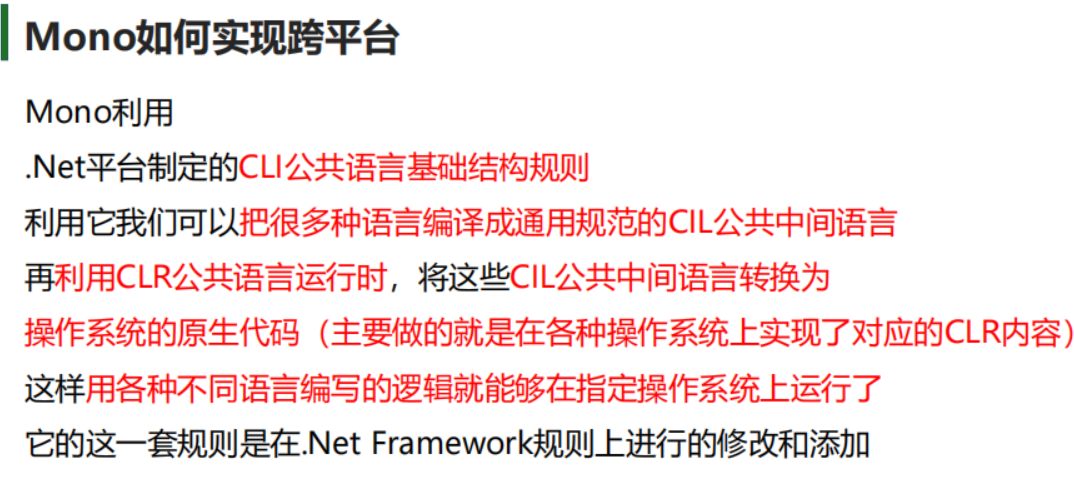 Mono如何实现跨平台
Mono利用
.Net平台制定的CLI公共语言基础结构规则
利用它我们可以把很多种语言编译成通用规范的CIL公共中间语言
再利用CLR公共语言运行时，将这些CIL公共中间语言转换为
操作系统的原生代码（主要做的就是在各种操作系统上实现了对应的CLR内容）
这样用各种不同语言编写的逻辑就能够在指定操作系统上运行了
它的这一套规则是在.Net Framework规则上进行的修改和添加